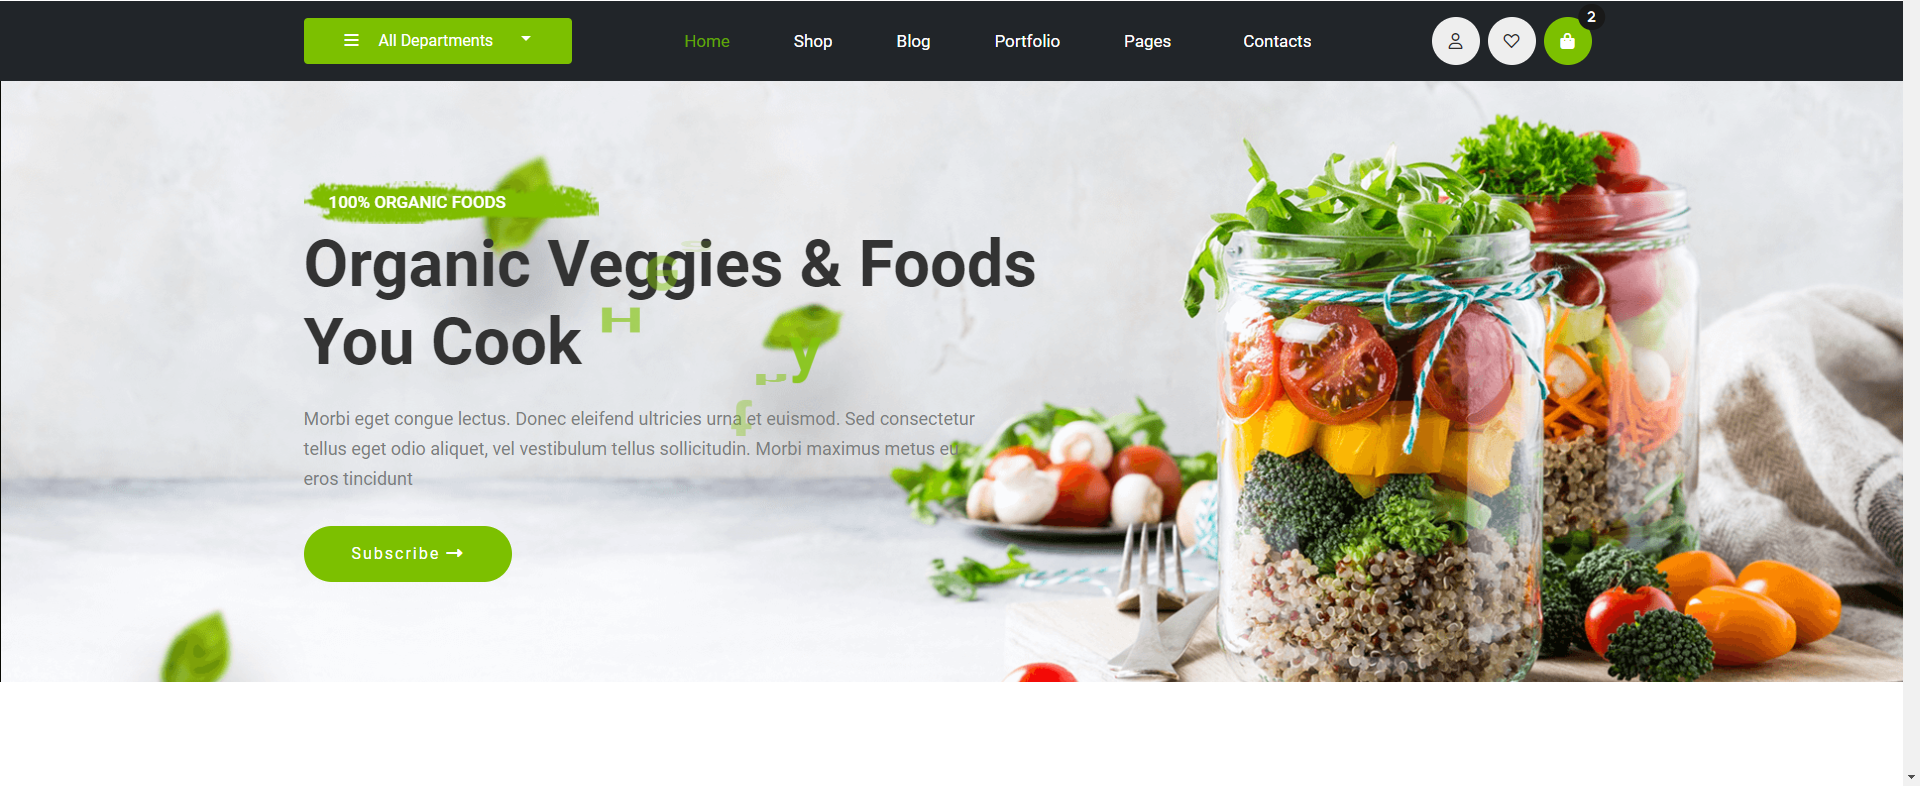 All Departments
Home
Shop
Blog
Portfolio
Pages
Contacts
2
100% ORGANIC FOODS
Organic Veggies & Foods
You Cook
Morbi eget congue lectus. Donec eleifend ultricies urna et euismod. Sed consectetur
tellus eget odio aliquet, vel vestibulum tellus sollicitudin. Morbi maximus metus eu
eros tincidunt
Subscribe